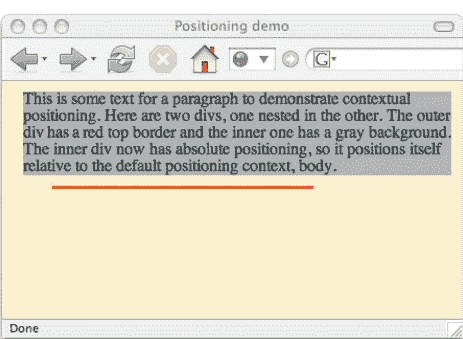 Positioning demo
G
This is some text for a paragraph to demonstrate contextual
positioning. Here are two divs, one nested in the other. The outer
div has a red top border and the inner one has a gray background.
The inner div now has absolute positioning, so it positions itself
relative to the default positioning context, body.
Done